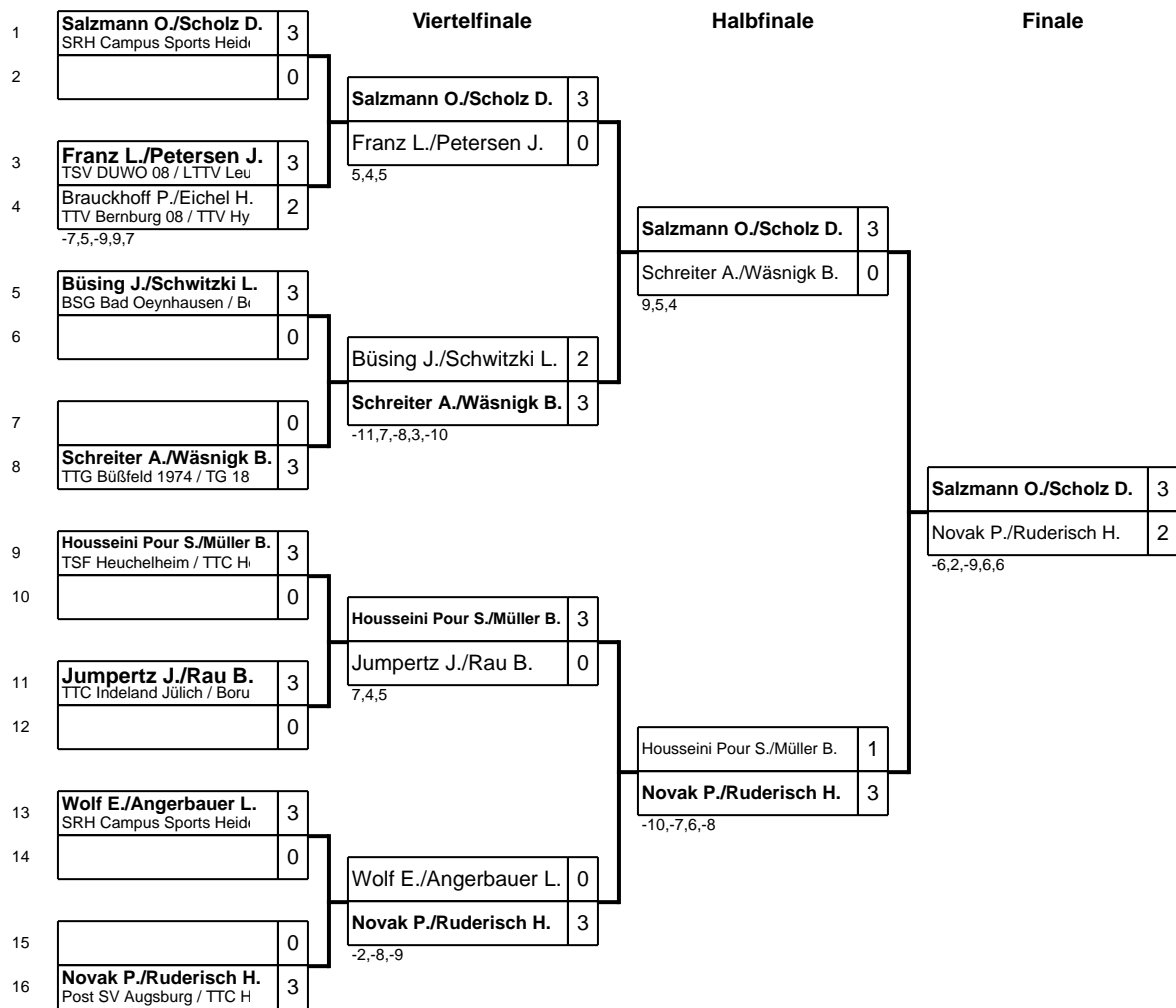 Viertelfinale
Halbfinale
Finale
1
Salzmann O./Scholz D.
3
SRH Campus Sports Heid
2
0
3
Franz L./Petersen J.
3
TSV DUWO 08 / LTTV Leu
4
Brauckhoff P./Eichel H.
2
TTV Bernburg 08 / TTV Hy
-7,5,-9,9,7
5
Büsing J./Schwitzki L.
3
BSG Bad Oeynhausen /
6
0
7
0
8
Schreiter A./Wäsnigk B.
3
TTG Büßfeld 1974 / TG 18
9
Housseini Pour S./Müller B.
3
TSF Heuchelheim / TTC
10
0
11
Jumpertz J./Rau B.
3
TTC Indeland Jülich / Boru
12
0
13
Wolf E./Angerbauer L.
3
SRH Campus Sports Heid
14
0
15
0
16
Novak P./Ruderisch H.
3
Post SV Augsburg / TTC H
Salzmann O./Scholz D.
3
Franz L./Petersen J.
0
5,4,5
Büsing J./Schwitzki L.
2
Schreiter A./Wäsnigk B.
3
-11,7,-8,3,-10
Housseini Pour S./Müller B.
3
Jumpertz J./Rau B.
0
7,4,5
Wolf E./Angerbauer L.
0
Novak P./Ruderisch H.
3
-2,-8,-9
Salzmann O./Scholz D.
3
Schreiter A./Wäsnigk B.
0
9,5,4
Housseini Pour S./Müller B.
1
Novak P./Ruderisch H.
3
-10,-7,6,-8
Salzmann O./Scholz D.
3
Novak P./Ruderisch H.
2
-6,2,-9,6,6